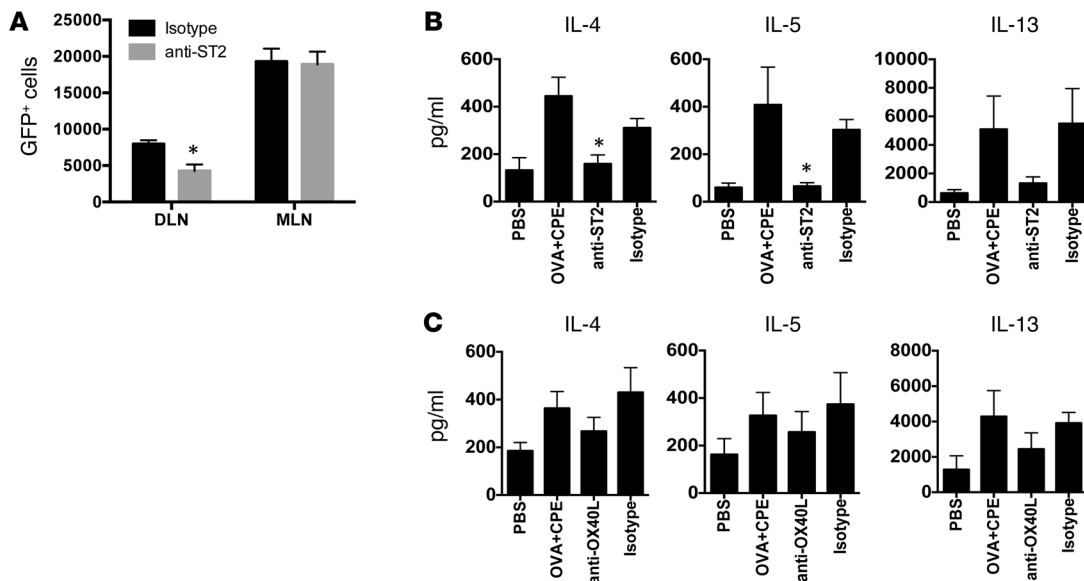 A
Isotype
anti-ST2
GFP+ cells
25000
20000
15000
10000
5000
0
*
DLN
MLN
B
IL-4
IL-5
IL-13
pg/ml
600
400
200
0
*
PBS
OVA+CPE
anti-ST2
Isotype
600
400
200
0
*
PBS
OVA+CPE
anti-ST2
Isotype
10000
8000
6000
4000
2000
0
PBS
OVA+CPE
anti-ST2
Isotype
C
IL-4
IL-5
IL-13
pg/ml
600
400
200
0
PBS
OVA+CPE
anti-OX40L
Isotype
600
400
200
0
PBS
OVA+CPE
anti-OX40L
Isotype
8000
6000
4000
2000
0
PBS
OVA+CPE
anti-OX40L
Isotype